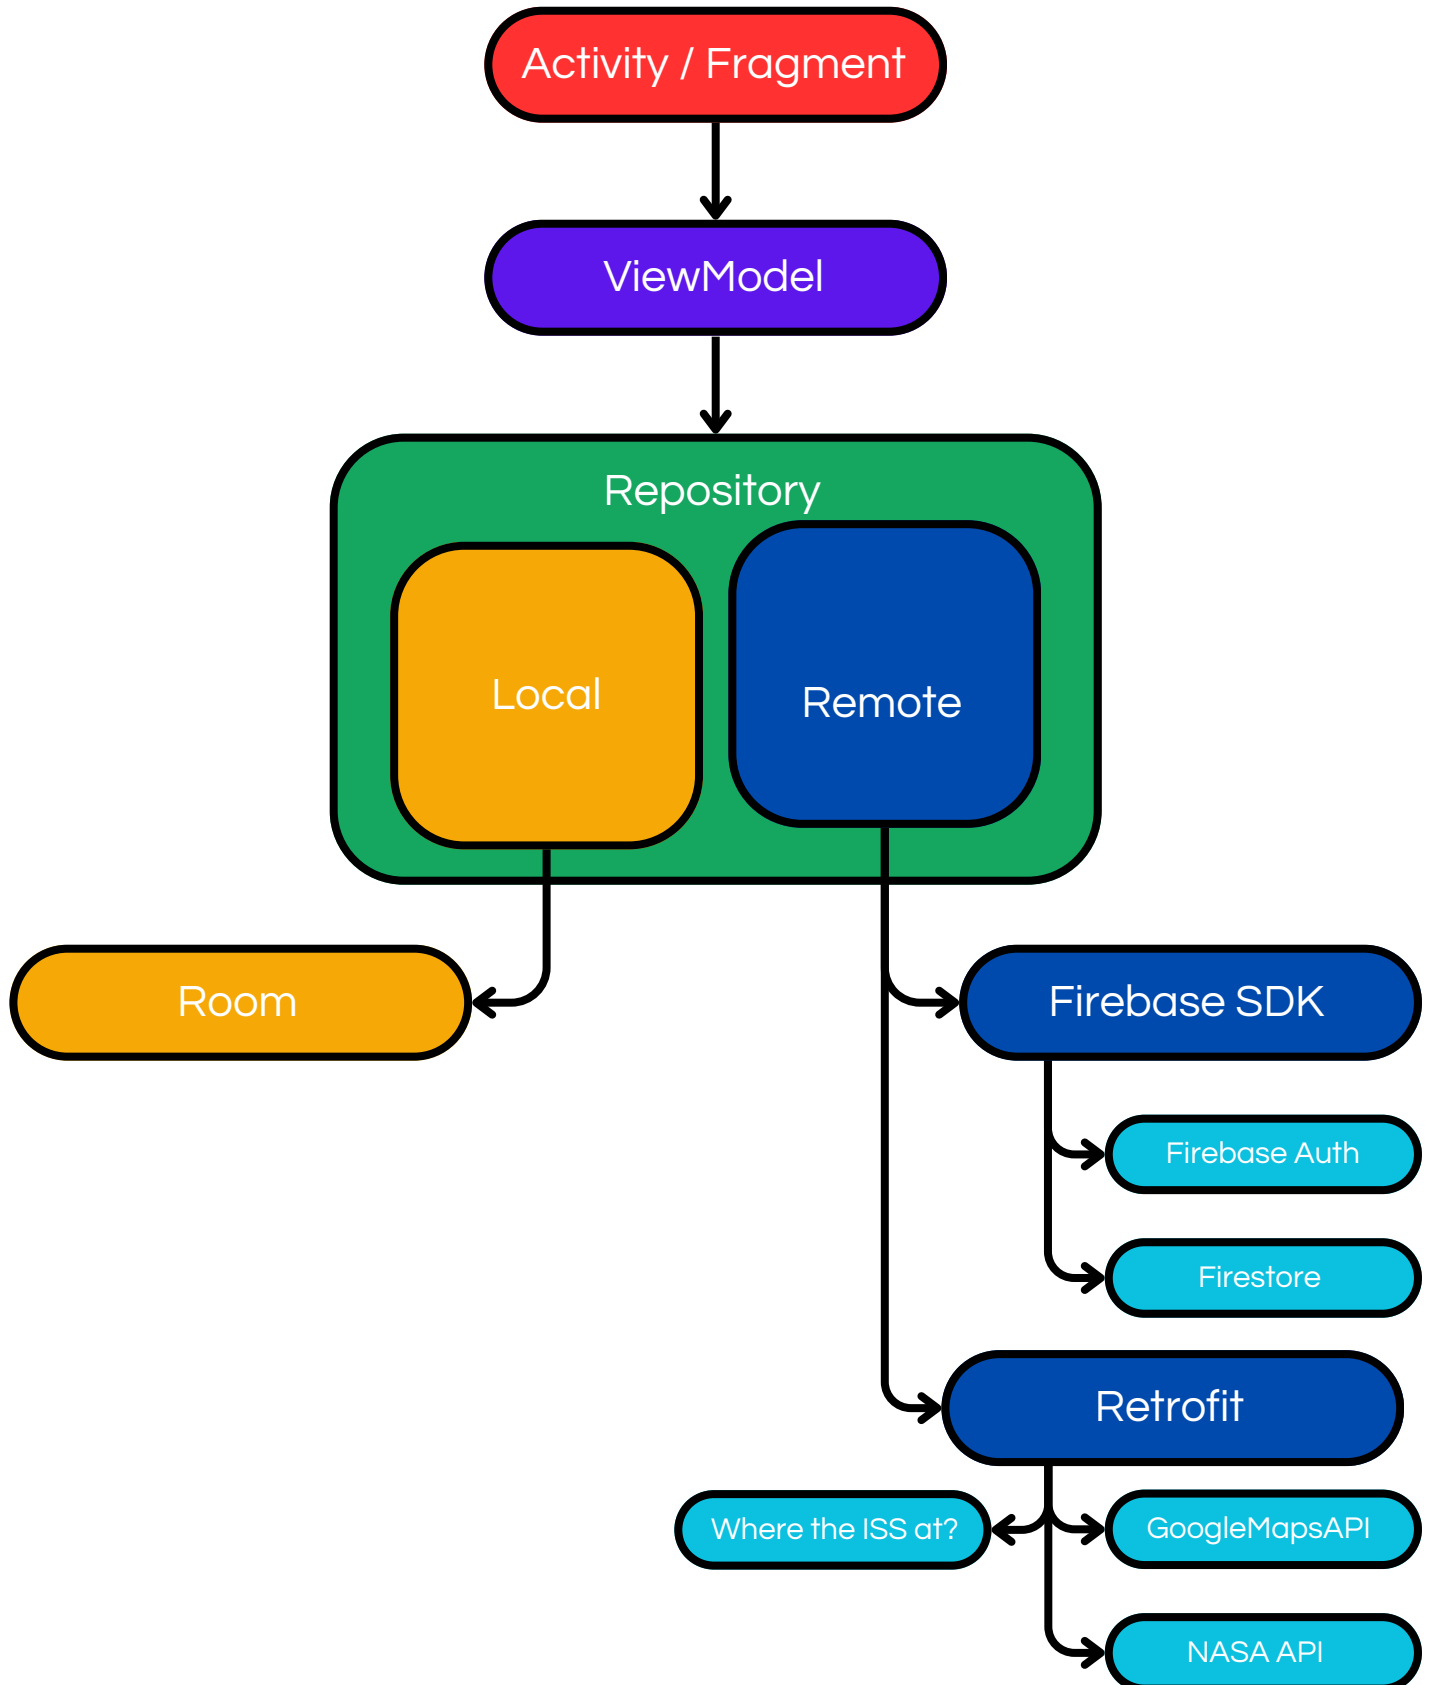 Activity / Fragment
ViewModel
Repository
Local
Remote
Room
Firebase SDK
Firebase Auth
Firestore
Retrofit
Where the ISS at?
GoogleMapsAPI
NASA API